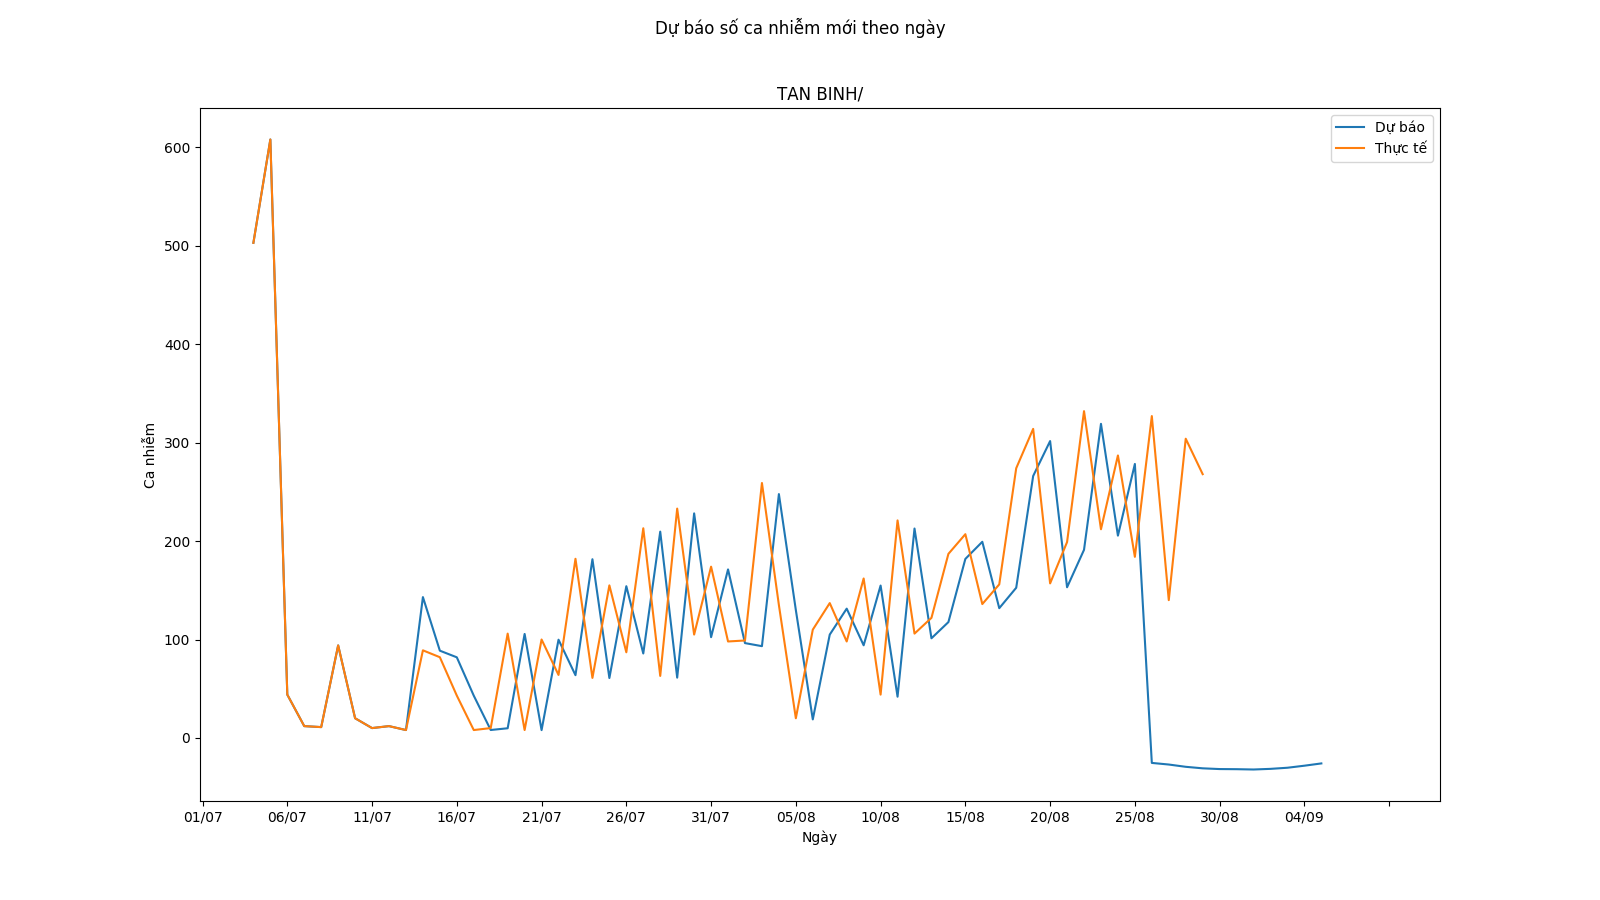 Dự báo số ca nhiễm mới theo ngày
TAN BINH/
Dự báo
Thực tế
Ca nhiễm
600
500
400
300
200
100
0
01/07 06/07 11/07 16/07 21/07 26/07 31/07 05/08 10/08 15/08 20/08 25/08 30/08 04/09
Ngày